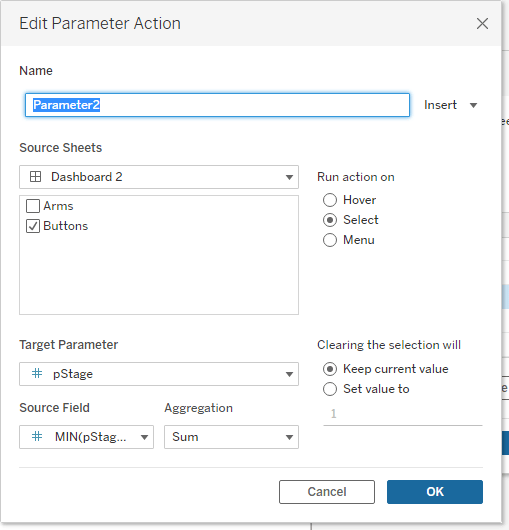 Edit Parameter Action
Name
Parameter2
Insert
Source Sheets
Dashboard 2
Run action on
Arms
Buttons
Hover
Select
Menu
Target Parameter
Clearing the selection will
# pStage
Keep current value
Set value to
Source Field
Aggregation
1
# MIN(pStag...
Sum
Cancel
OK